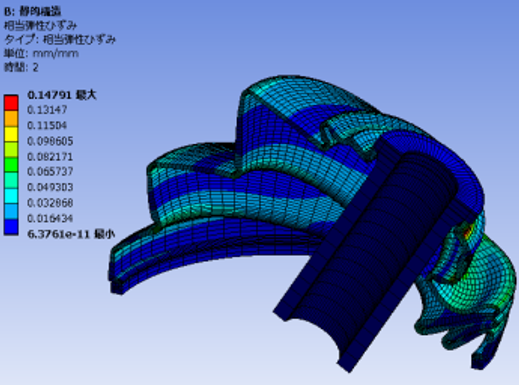 B: 静的構造
相当弾性ひずみ
タイプ: 相当弾性ひずみ
単位: mm/mm
時間: 2
0.14791 最大
0.13147
0.11504
0.098605
0.082171
0.065737
0.049303
0.032868
0.016434
6.3761e-11 最小